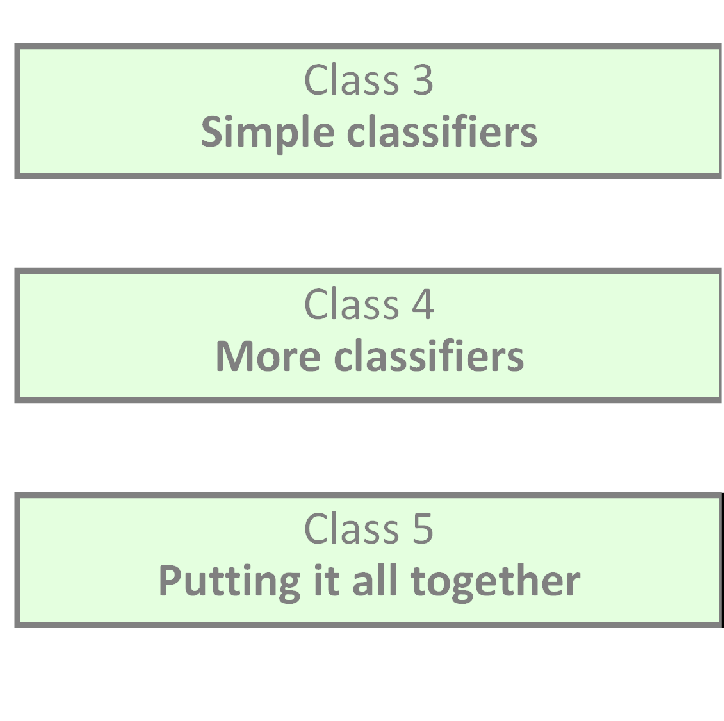 Class 3
Simple classifiers
Class 4
More classifiers
Class 5
Putting it all together